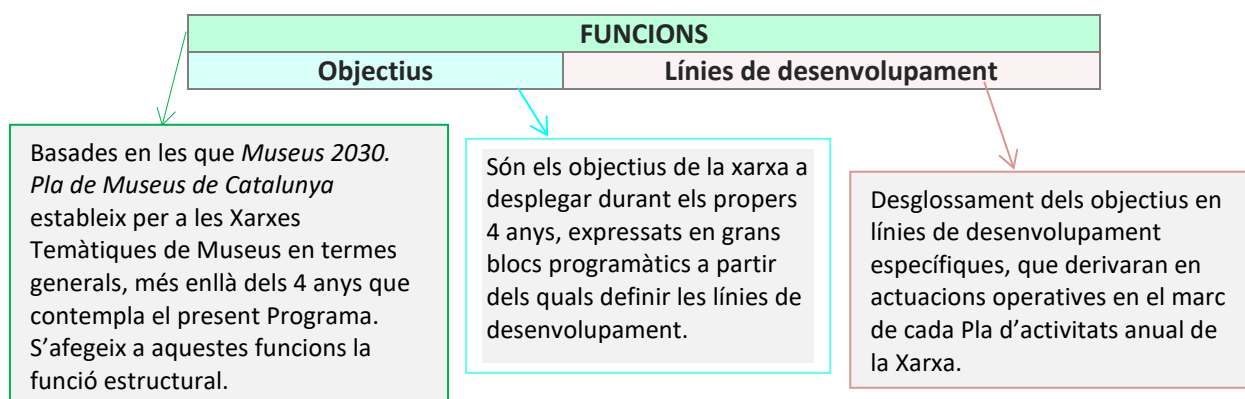 FUNCIONS
Objectius
Línies de desenvolupament
Basades en les que Museus 2030.
Pla de Museus de Catalunya
estableix per a les Xarxes
Temàtiques de Museus en termes
generals, més enllà dels 4 anys que
contempla el present Programa.
S’afegeix a aquestes funcions la
funció estructural.
Són els objectius de la xarxa a
desplegar durant els propers
4 anys, expressats en grans
blocs programàtics a partir
dels quals definir les línies de
desenvolupament.
Desglossament dels objectius en
línies de desenvolupament
específiques, que derivaran en
actuacions operatives en el marc
de cada Pla d’activitats anual de
la Xarxa.